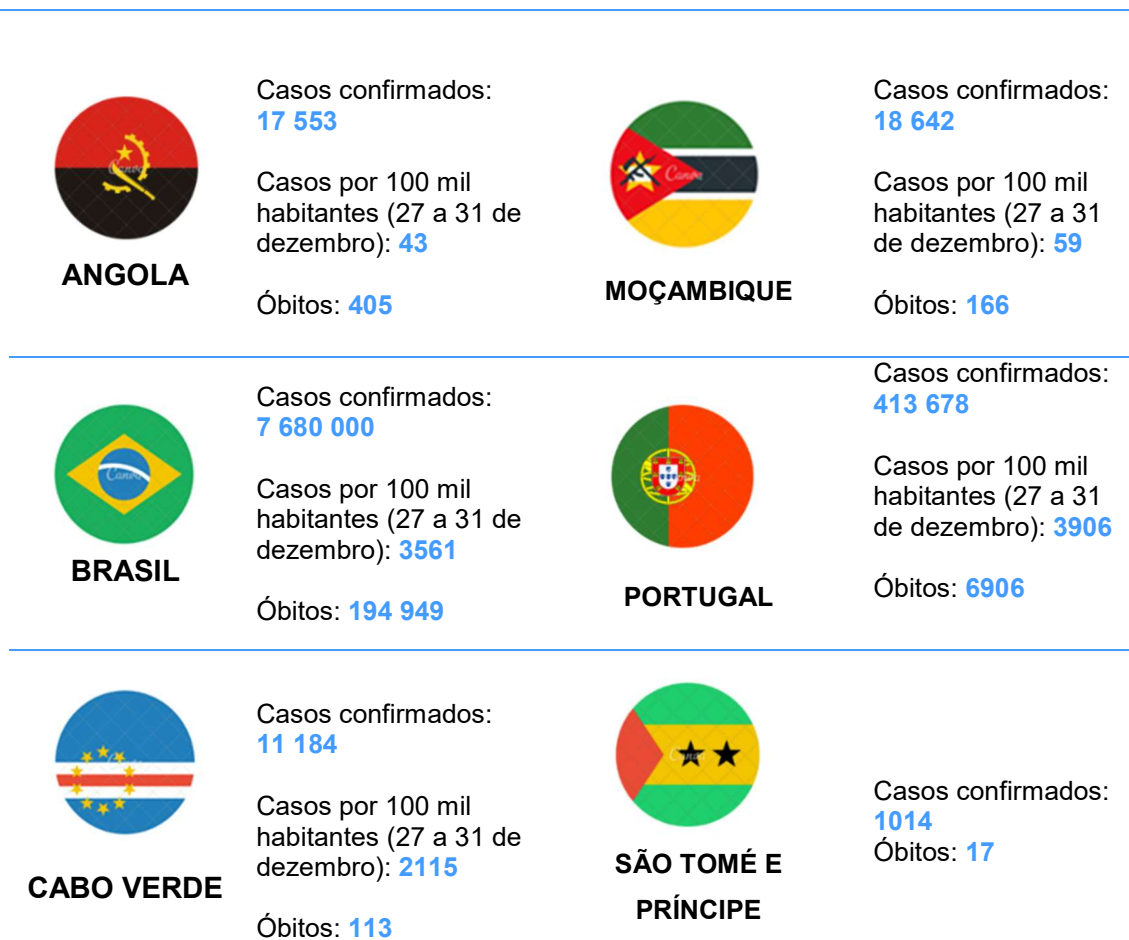 Casos confirmados:
17 553
Casos por 100 mil
habitantes (27 a 31 de
dezembro): 43
Óbitos: 405
ANGOLA
Casos confirmados:
18 642
Casos por 100 mil
habitantes (27 a 31
de dezembro): 59
Óbitos: 166
MOÇAMBIQUE
Casos confirmados:
7 680 000
Casos por 100 mil
habitantes (27 a 31 de
dezembro): 3561
Óbitos: 194 949
BRASIL
Casos confirmados:
413 678
Casos por 100 mil
habitantes (27 a 31
de dezembro): 3906
Óbitos: 6906
PORTUGAL
Casos confirmados:
11 184
Casos por 100 mil
habitantes (27 a 31 de
dezembro): 2115
Óbitos: 113
CABO VERDE
Casos confirmados:
1014
Óbitos: 17
SÃO TOMÉ E
PRÍNCIPE
Canva
Canva
Canva